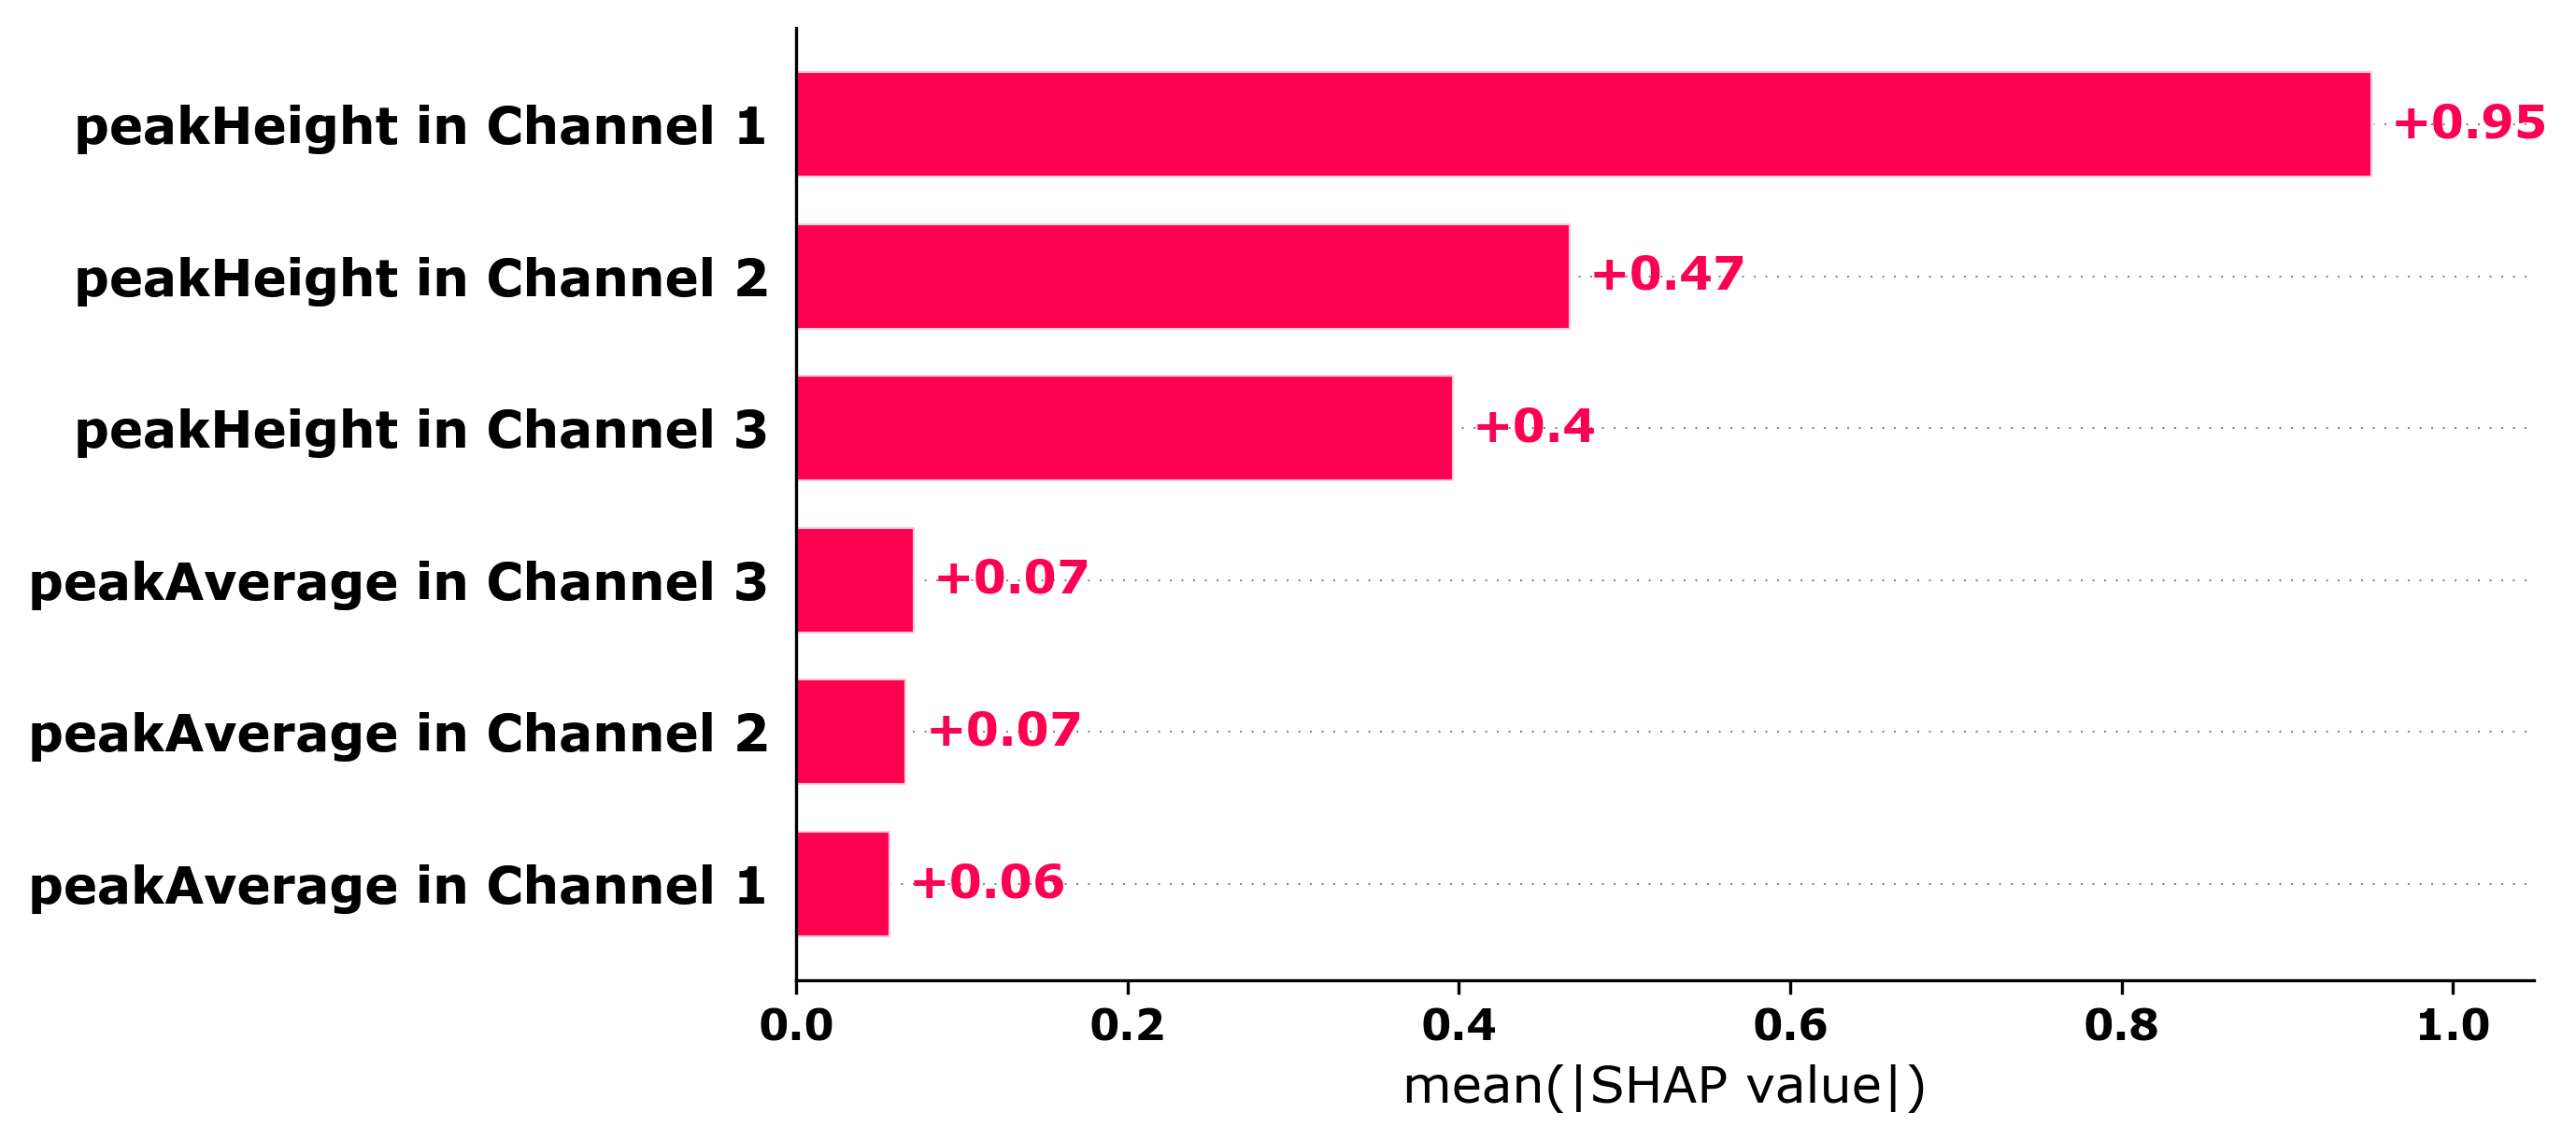 peakHeight in Channel 1 +0.95
peakHeight in Channel 2 +0.47
peakHeight in Channel 3 +0.4
peakAverage in Channel 3 +0.07
peakAverage in Channel 2 +0.07
peakAverage in Channel 1 +0.06
0.0 0.2 0.4 0.6 0.8 1.0
mean(|SHAP value|)